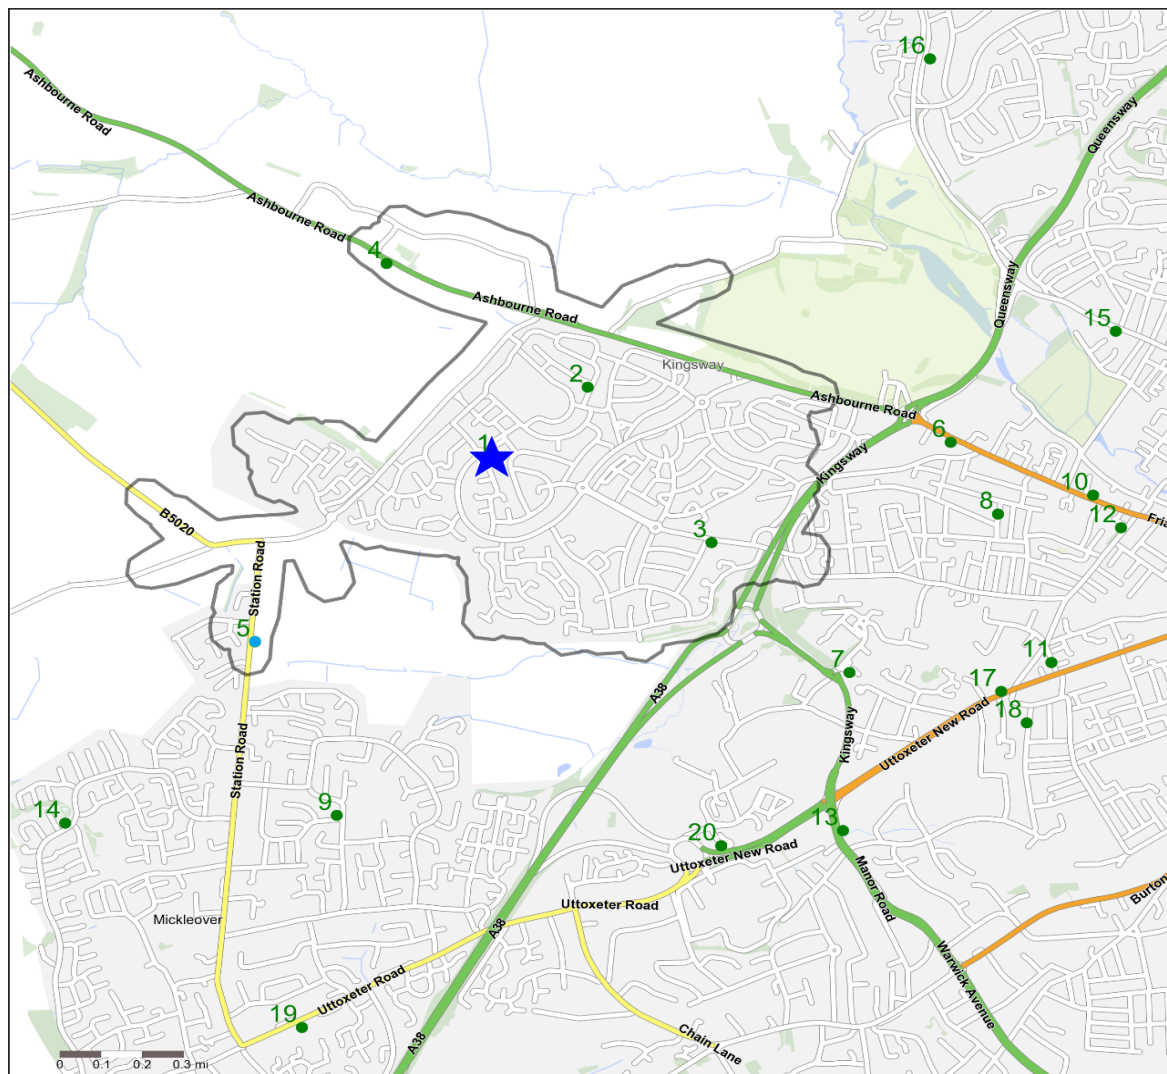 16
Ashbourne Road
Queensway
Ashbourne Road
4
Ashbourne Road
Queensway
15
Kingsway
2
Ashbourne Road
6
1
Kingsway
10
8
12
Fria
B5020
3
Station Road
5
11
7
17
A38
18
Kingsway
Uttoxeter New Road
Station Road
14
9
13
20
Uttoxeter New Road
Manor Road
Burton
Mickleover
Uttoxeter Road
A38
Warwick Avenue
Uttoxeter Road
19
Chain Lane
A38
0 0.1 0.2 0.3 mi